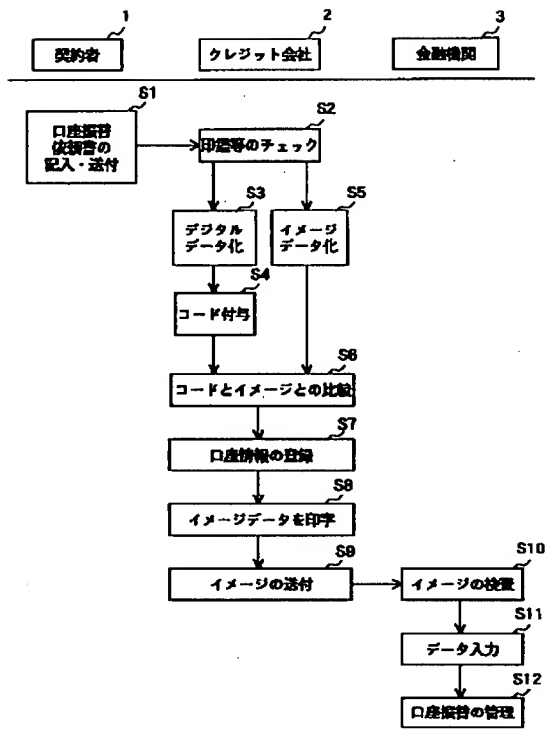 1
2
3
契約者
クレジット会社
金融機関
S1
口座振替
依頼書の
記入・送付
S2
印鑑等のチェック
S3
デジタル
データ化
S5
イメージ
データ化
S4
コード付与
S6
コードとイメージとの比較
S7
口座情報の登録
S8
イメージデータを印字
S9
イメージの送付
S10
イメージの検査
S11
データ入力
S12
口座振替の管理